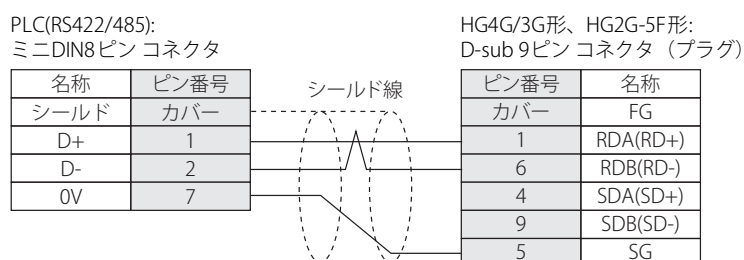 PLC(RS422/485):
ミニDIN8ピン コネクタ
名称 ピン番号
シールド カバー
D+ 1
D- 2
0V 7
シールド線
HG4G/3G形、HG2G-5F形:
D-sub 9ピン コネクタ（プラグ）
ピン番号 名称
カバー FG
1 RDA(RD+)
6 RDB(RD-)
4 SDA(SD+)
9 SDB(SD-)
5 SG